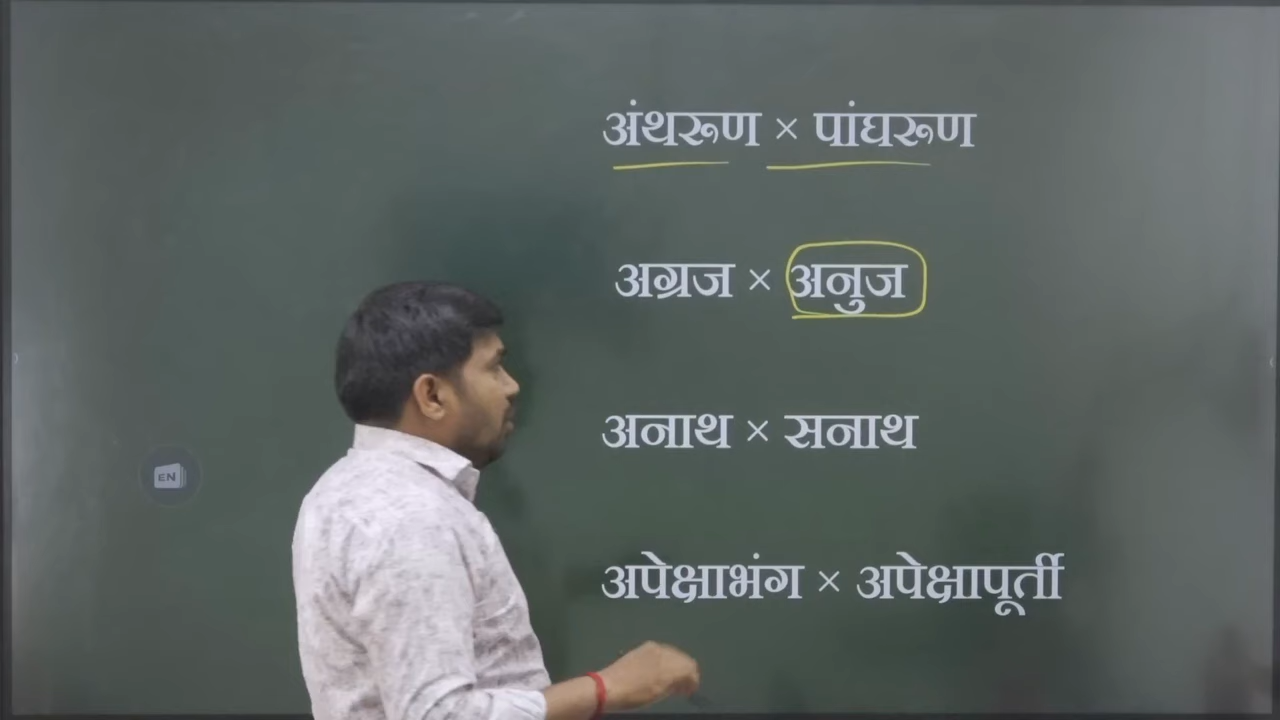 अंथरूण × पांघरूण
अग्रज × अनुज
अनाथ × सनाथ
EN
अपेक्षाभंग × अपेक्षापूर्ती